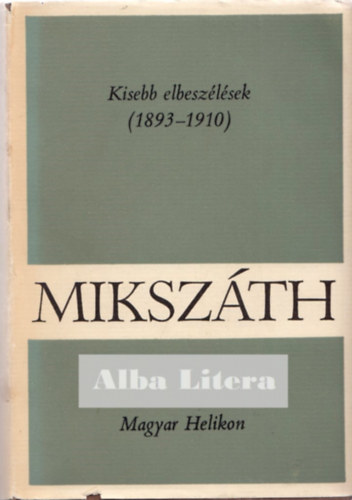 Kisebb elbeszélések
(1893–1910)
MIKSZÁTH
Alba Litera
Magyar Helikon